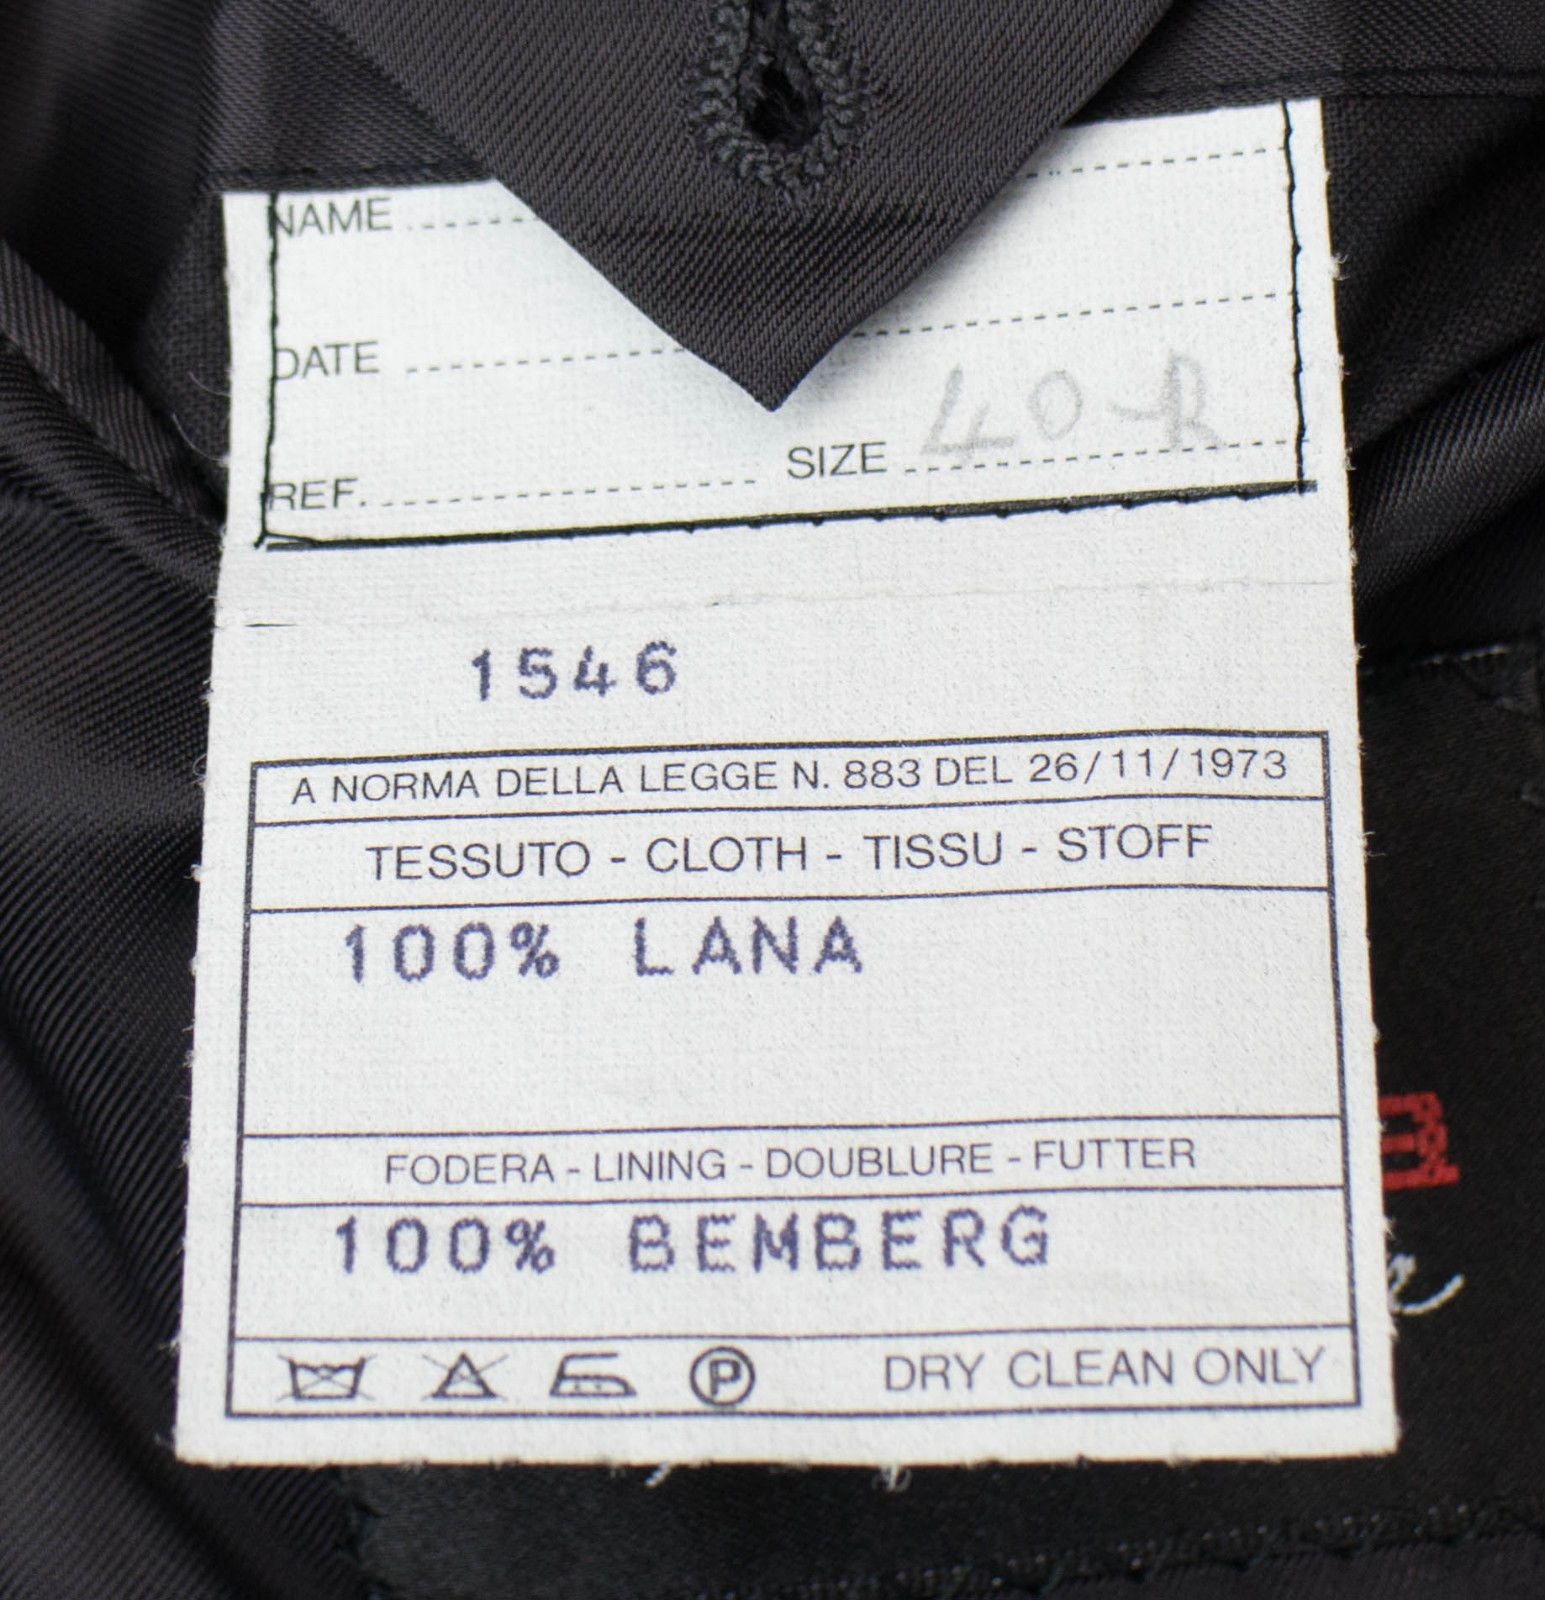 NAME
DATE
REF. SIZE 40-R
1546
A NORMA DELLA LEGGE N. 883 DEL 26/11/1973
TESSUTO - CLOTH - TISSU - STOFF
100% LANA
FODERA - LINING - DOUBLURE - FUTTER
100% BEMBERG
P DRY CLEAN ONLY